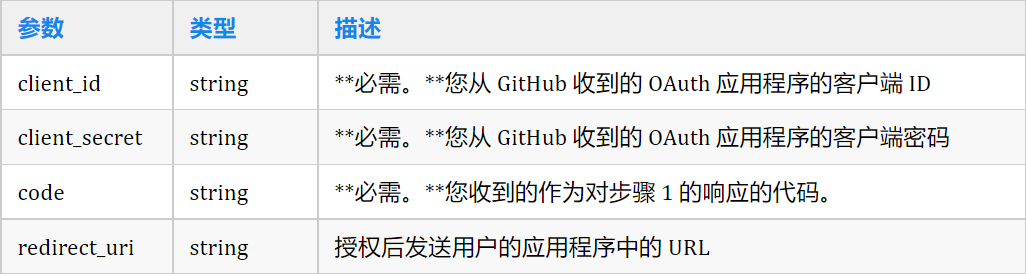 参数 类型 描述
client_id string **必需。**您从 GitHub 收到的 OAuth 应用程序的客户端 ID
client_secret string **必需。**您从 GitHub 收到的 OAuth 应用程序的客户端密码
code string **必需。**您收到的作为对步骤 1 的响应的代码。
redirect_uri string 授权后发送用户的应用程序中的 URL